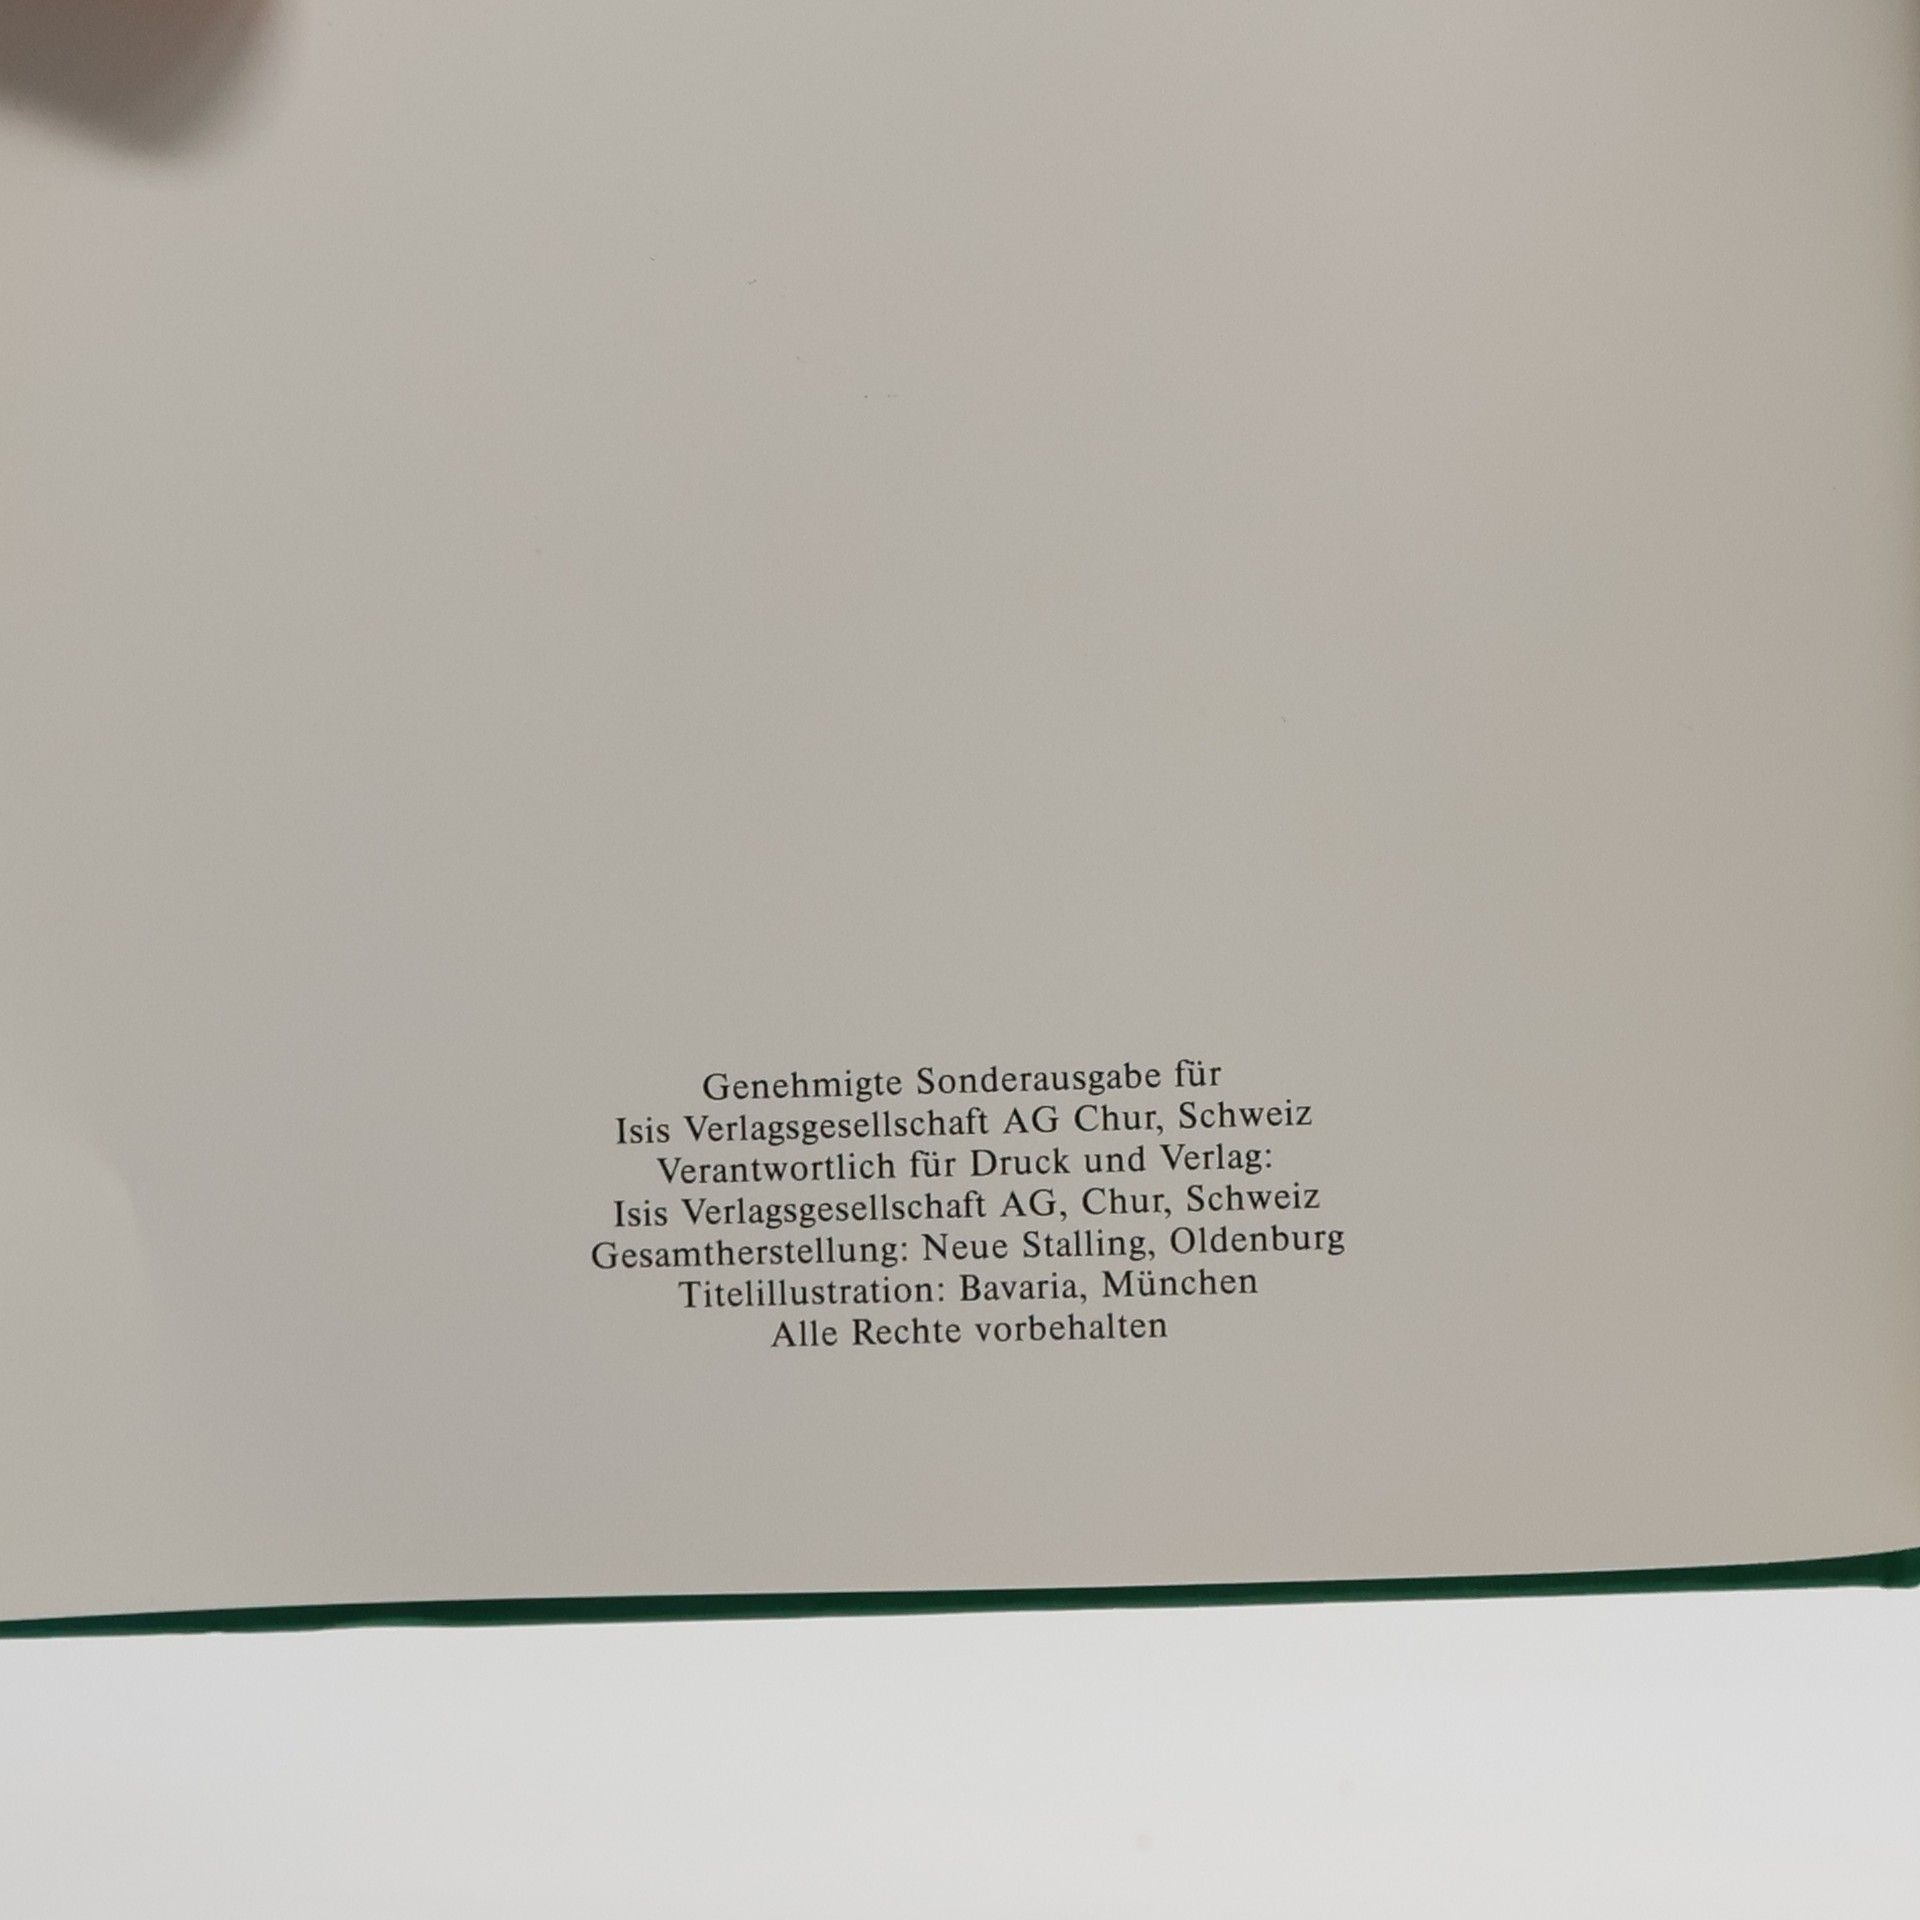 Genehmigte Sonderausgabe für
Isis Verlagsgesellschaft AG Chur, Schweiz
Verantwortlich für Druck und Verlag:
Isis Verlagsgesellschaft AG, Chur, Schweiz
Gesamtherstellung: Neue Stalling, Oldenburg
Titelillustration: Bavaria, München
Alle Rechte vorbehalten